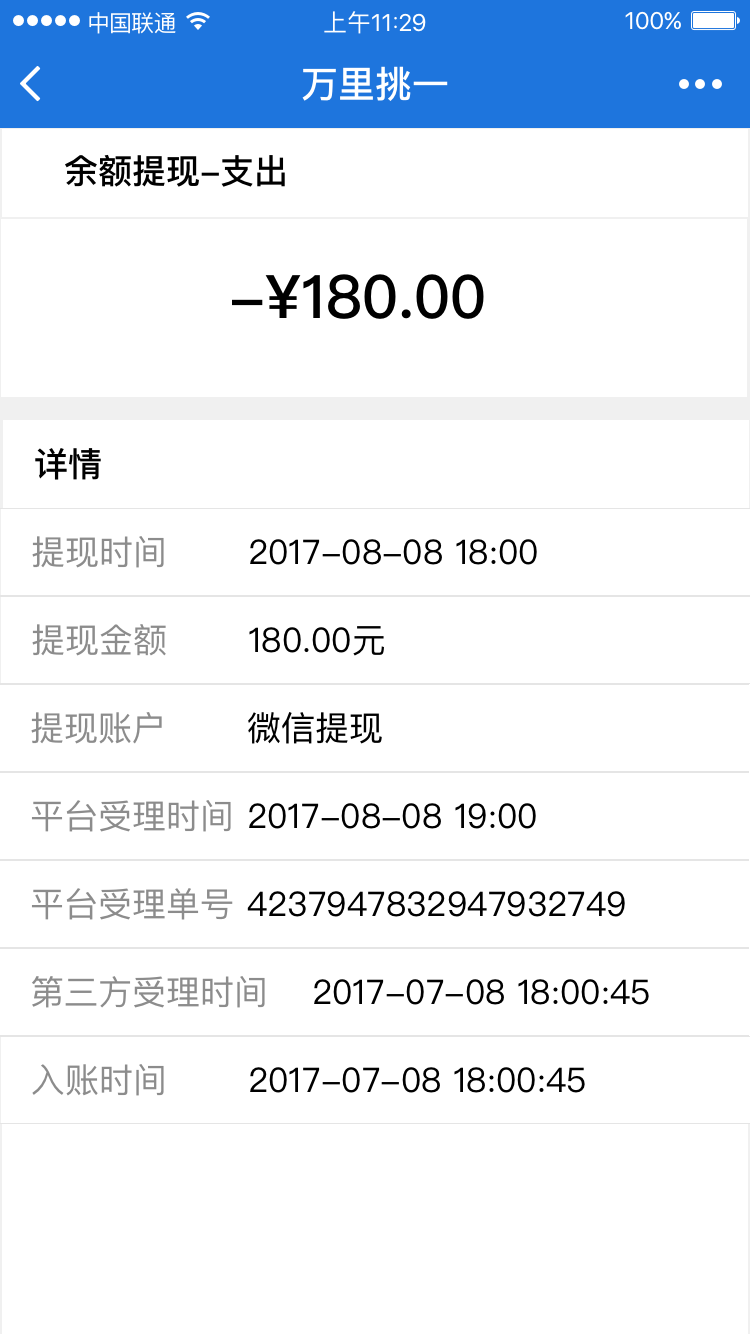 中国联通 上午11:29 100%
万里挑一
余额提现-支出
-¥180.00
详情
提现时间 2017-08-08 18:00
提现金额 180.00元
提现账户 微信提现
平台受理时间 2017-08-08 19:00
平台受理单号 4237947832947932749
第三方受理时间 2017-07-08 18:00:45
入账时间 2017-07-08 18:00:45